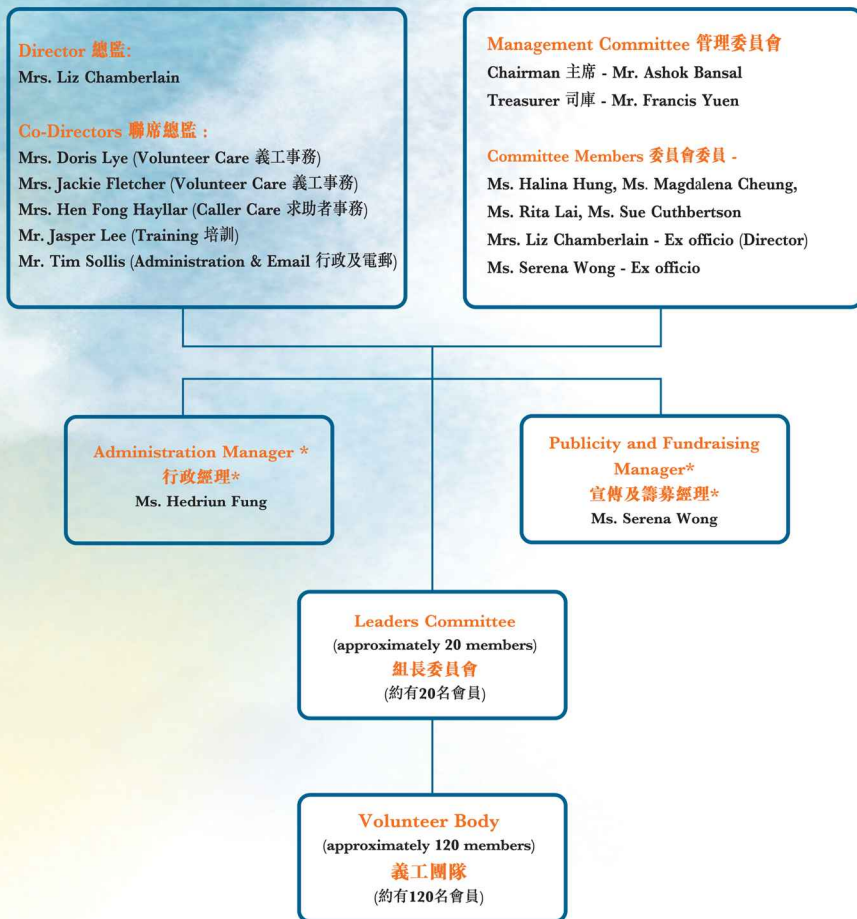 Director 總監:
Mrs. Liz Chamberlain
Co-Directors 聯席總監 :
Mrs. Doris Lye (Volunteer Care 義工事務)
Mrs. Jackie Fletcher (Volunteer Care 義工事務)
Mrs. Hen Fong Hayllar (Caller Care 求助者事務)
Mr. Jasper Lee (Training 培訓)
Mr. Tim Sollis (Administration & Email 行政及電郵)
Management Committee 管理委員會
Chairman 主席 - Mr. Ashok Bansal
Treasurer 司庫 - Mr. Francis Yuen
Committee Members 委員會委員 -
Ms. Halina Hung, Ms. Magdalena Cheung,
Ms. Rita Lai, Ms. Sue Cuthbertson
Mrs. Liz Chamberlain - Ex officio (Director)
Ms. Serena Wong - Ex officio
Administration Manager *
行政經理*
Ms. Hedriun Fung
Publicity and Fundraising
Manager*
宣傳及籌募經理*
Ms. Serena Wong
Leaders Committee
(approximately 20 members)
組長委員會
(約有20名會員)
Volunteer Body
(approximately 120 members)
義工團隊
(約有120名會員)